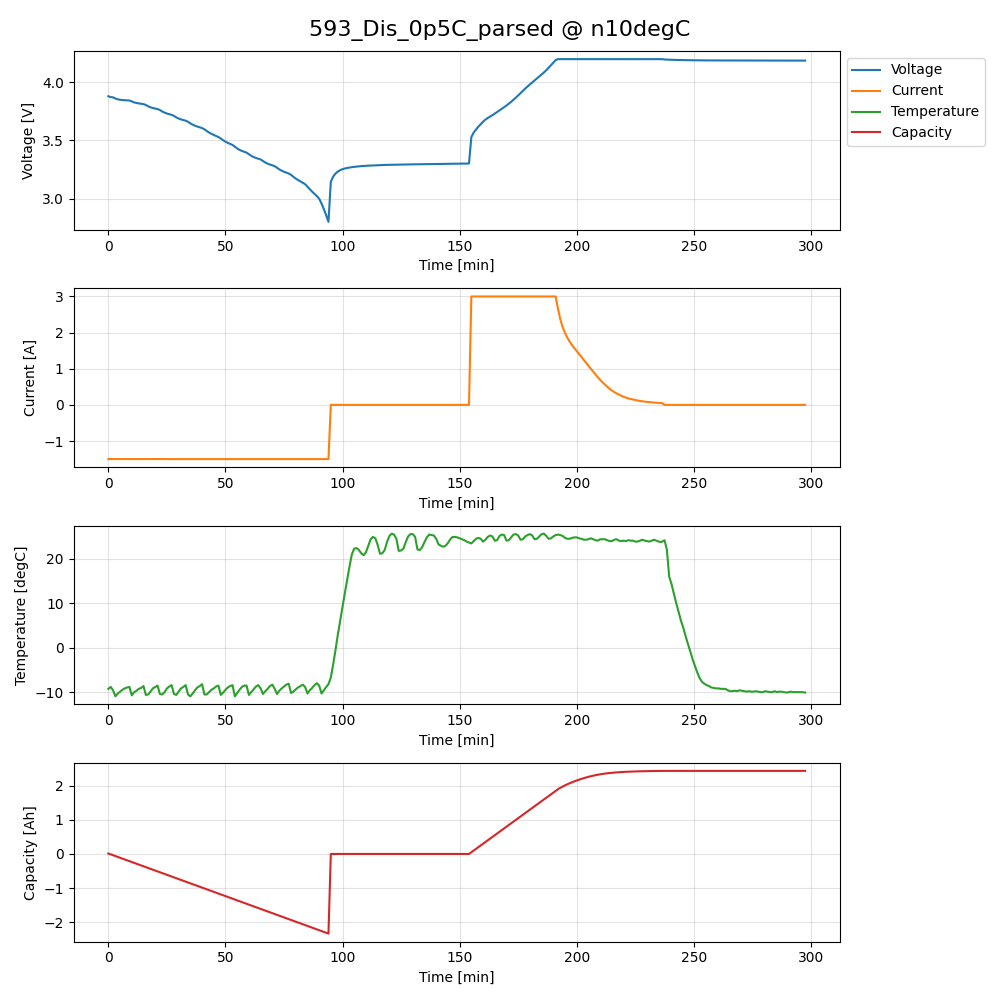 593_Dis_0p5C_parsed @ n10degC
Voltage [V]
4.0
3.5
3.0
0 50 100 150 200 250 300
Time [min]
Voltage
Current
Temperature
Capacity
Current [A]
3
2
1
0
−1
0 50 100 150 200 250 300
Time [min]
Temperature [degC]
20
10
0
−10
0 50 100 150 200 250 300
Time [min]
Capacity [Ah]
2
1
0
−1
−2
0 50 100 150 200 250 300
Time [min]